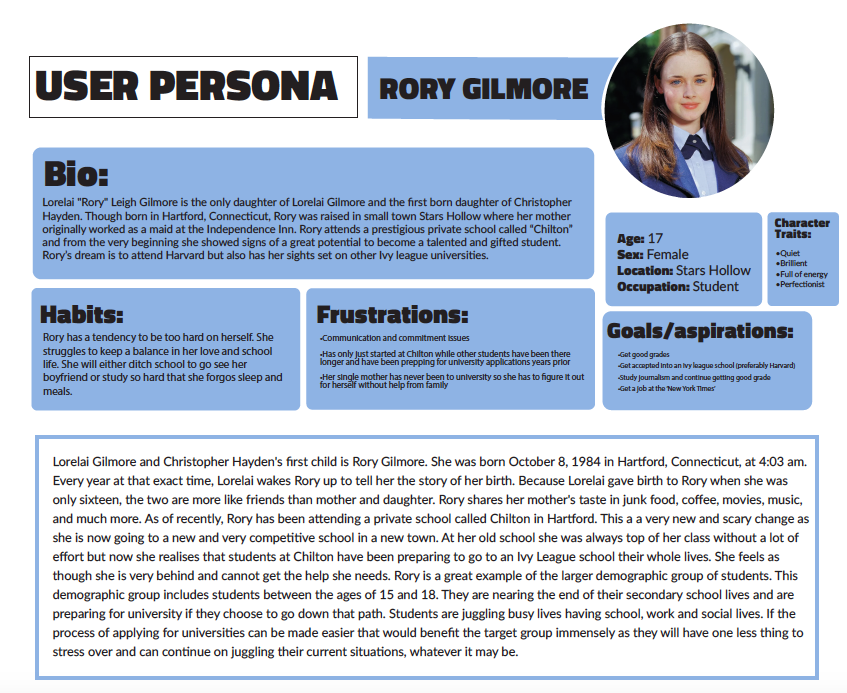 USER PERSONA
RORY GILMORE
Bio:
Lorelai "Rory" Leigh Gilmore is the only daughter of Lorelai Gilmore and the first born daughter of Christopher
Hayden. Though born in Hartford, Connecticut, Rory was raised in small town Stars Hollow where her mother
originally worked as a maid at the Independence Inn. Rory attends a prestigious private school called "Chilton"
and from the very beginning she showed signs of a great potential to become a talented and gifted student.
Rory's dream is to attend Harvard but also has her sights set on other Ivy league universities.
Age: 17
Sex: Female
Location: Stars Hollow
Occupation: Student
Character
Traits:
•Quiet
•Brillient
•Full of energy
•Perfectionist
Habits:
Rory has a tendency to be too hard on herself. She
struggles to keep a balance in her love and school
life. She will either ditch school to go see her
boyfriend or study so hard that she forgos sleep and
meals.
Frustrations:
•Communication and commitment issues
•Has only just started at Chilton while other students have been there
longer and have been prepping for university applications years prior
•Her single mother has never been to university so she has to figure it out
for herself without help from family
Goals/aspirations:
•Get good grades
•Get accepted into an Ivy league school (preferably Harvard)
•Study journalism and continue getting good grade
•Get a job at the 'New York Times'
Lorelai Gilmore and Christopher Hayden's first child is Rory Gilmore. She was born October 8, 1984 in Hartford, Connecticut, at 4:03 am.
Every year at that exact time, Lorelai wakes Rory up to tell her the story of her birth. Because Lorelai gave birth to Rory when she was
only sixteen, the two are more like friends than mother and daughter. Rory shares her mother's taste in junk food, coffee, movies, music,
and much more. As of recently, Rory has been attending a private school called Chilton in Hartford. This a a very new and scary change as
she is now going to a new and very competitive school in a new town. At her old school she was always top of her class without a lot of
effort but now she realises that students at Chilton have been preparing to go to an Ivy League school their whole lives. She feels as
though she is very behind and cannot get the help she needs. Rory is a great example of the larger demographic group of students. This
demographic group includes students between the ages of 15 and 18. They are nearing the end of their secondary school lives and are
preparing for university if they choose to go down that path. Students are juggling busy lives having school, work and social lives. If the
process of applying for universities can be made easier that would benefit the target group immensely as they will have one less thing to
stress over and can continue on juggling their current situations, whatever it may be.